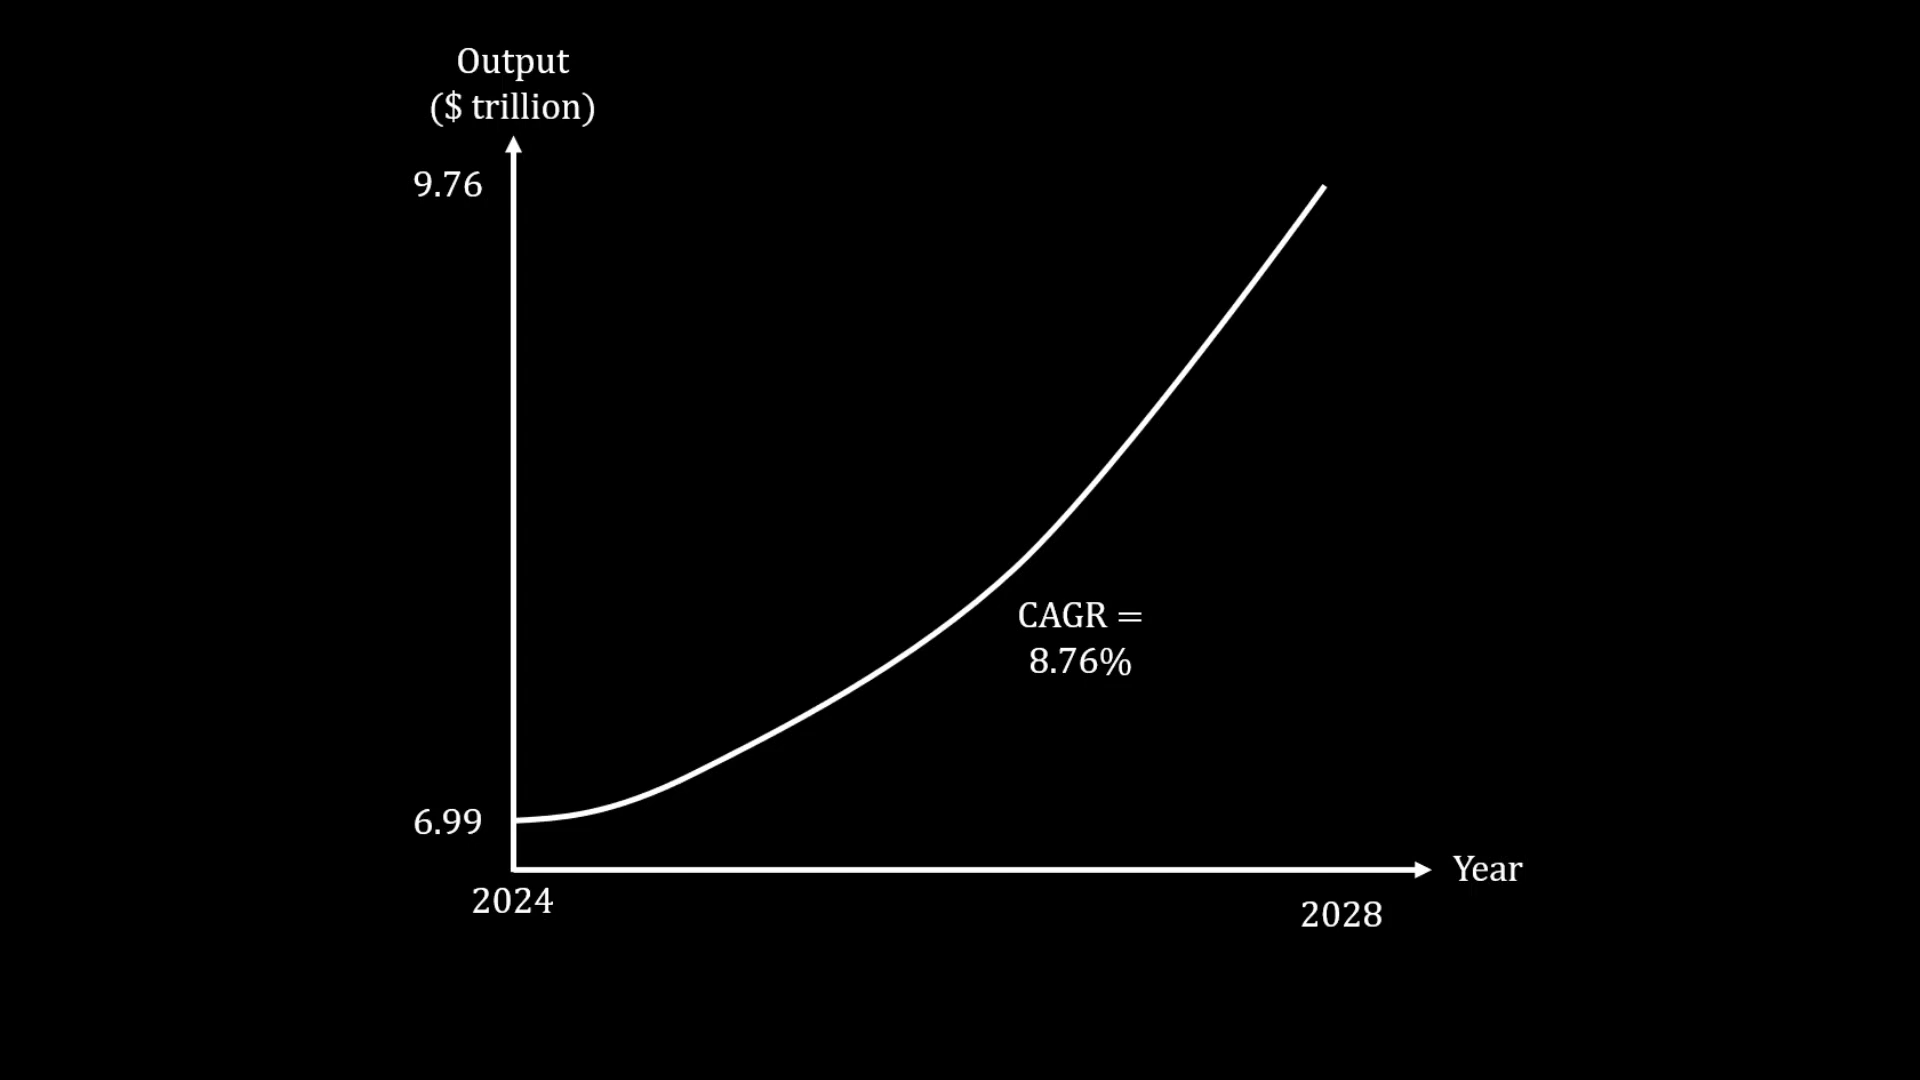 Output
($ trillion)
9.76
CAGR =
8.76%
6.99
Year
2024
2028